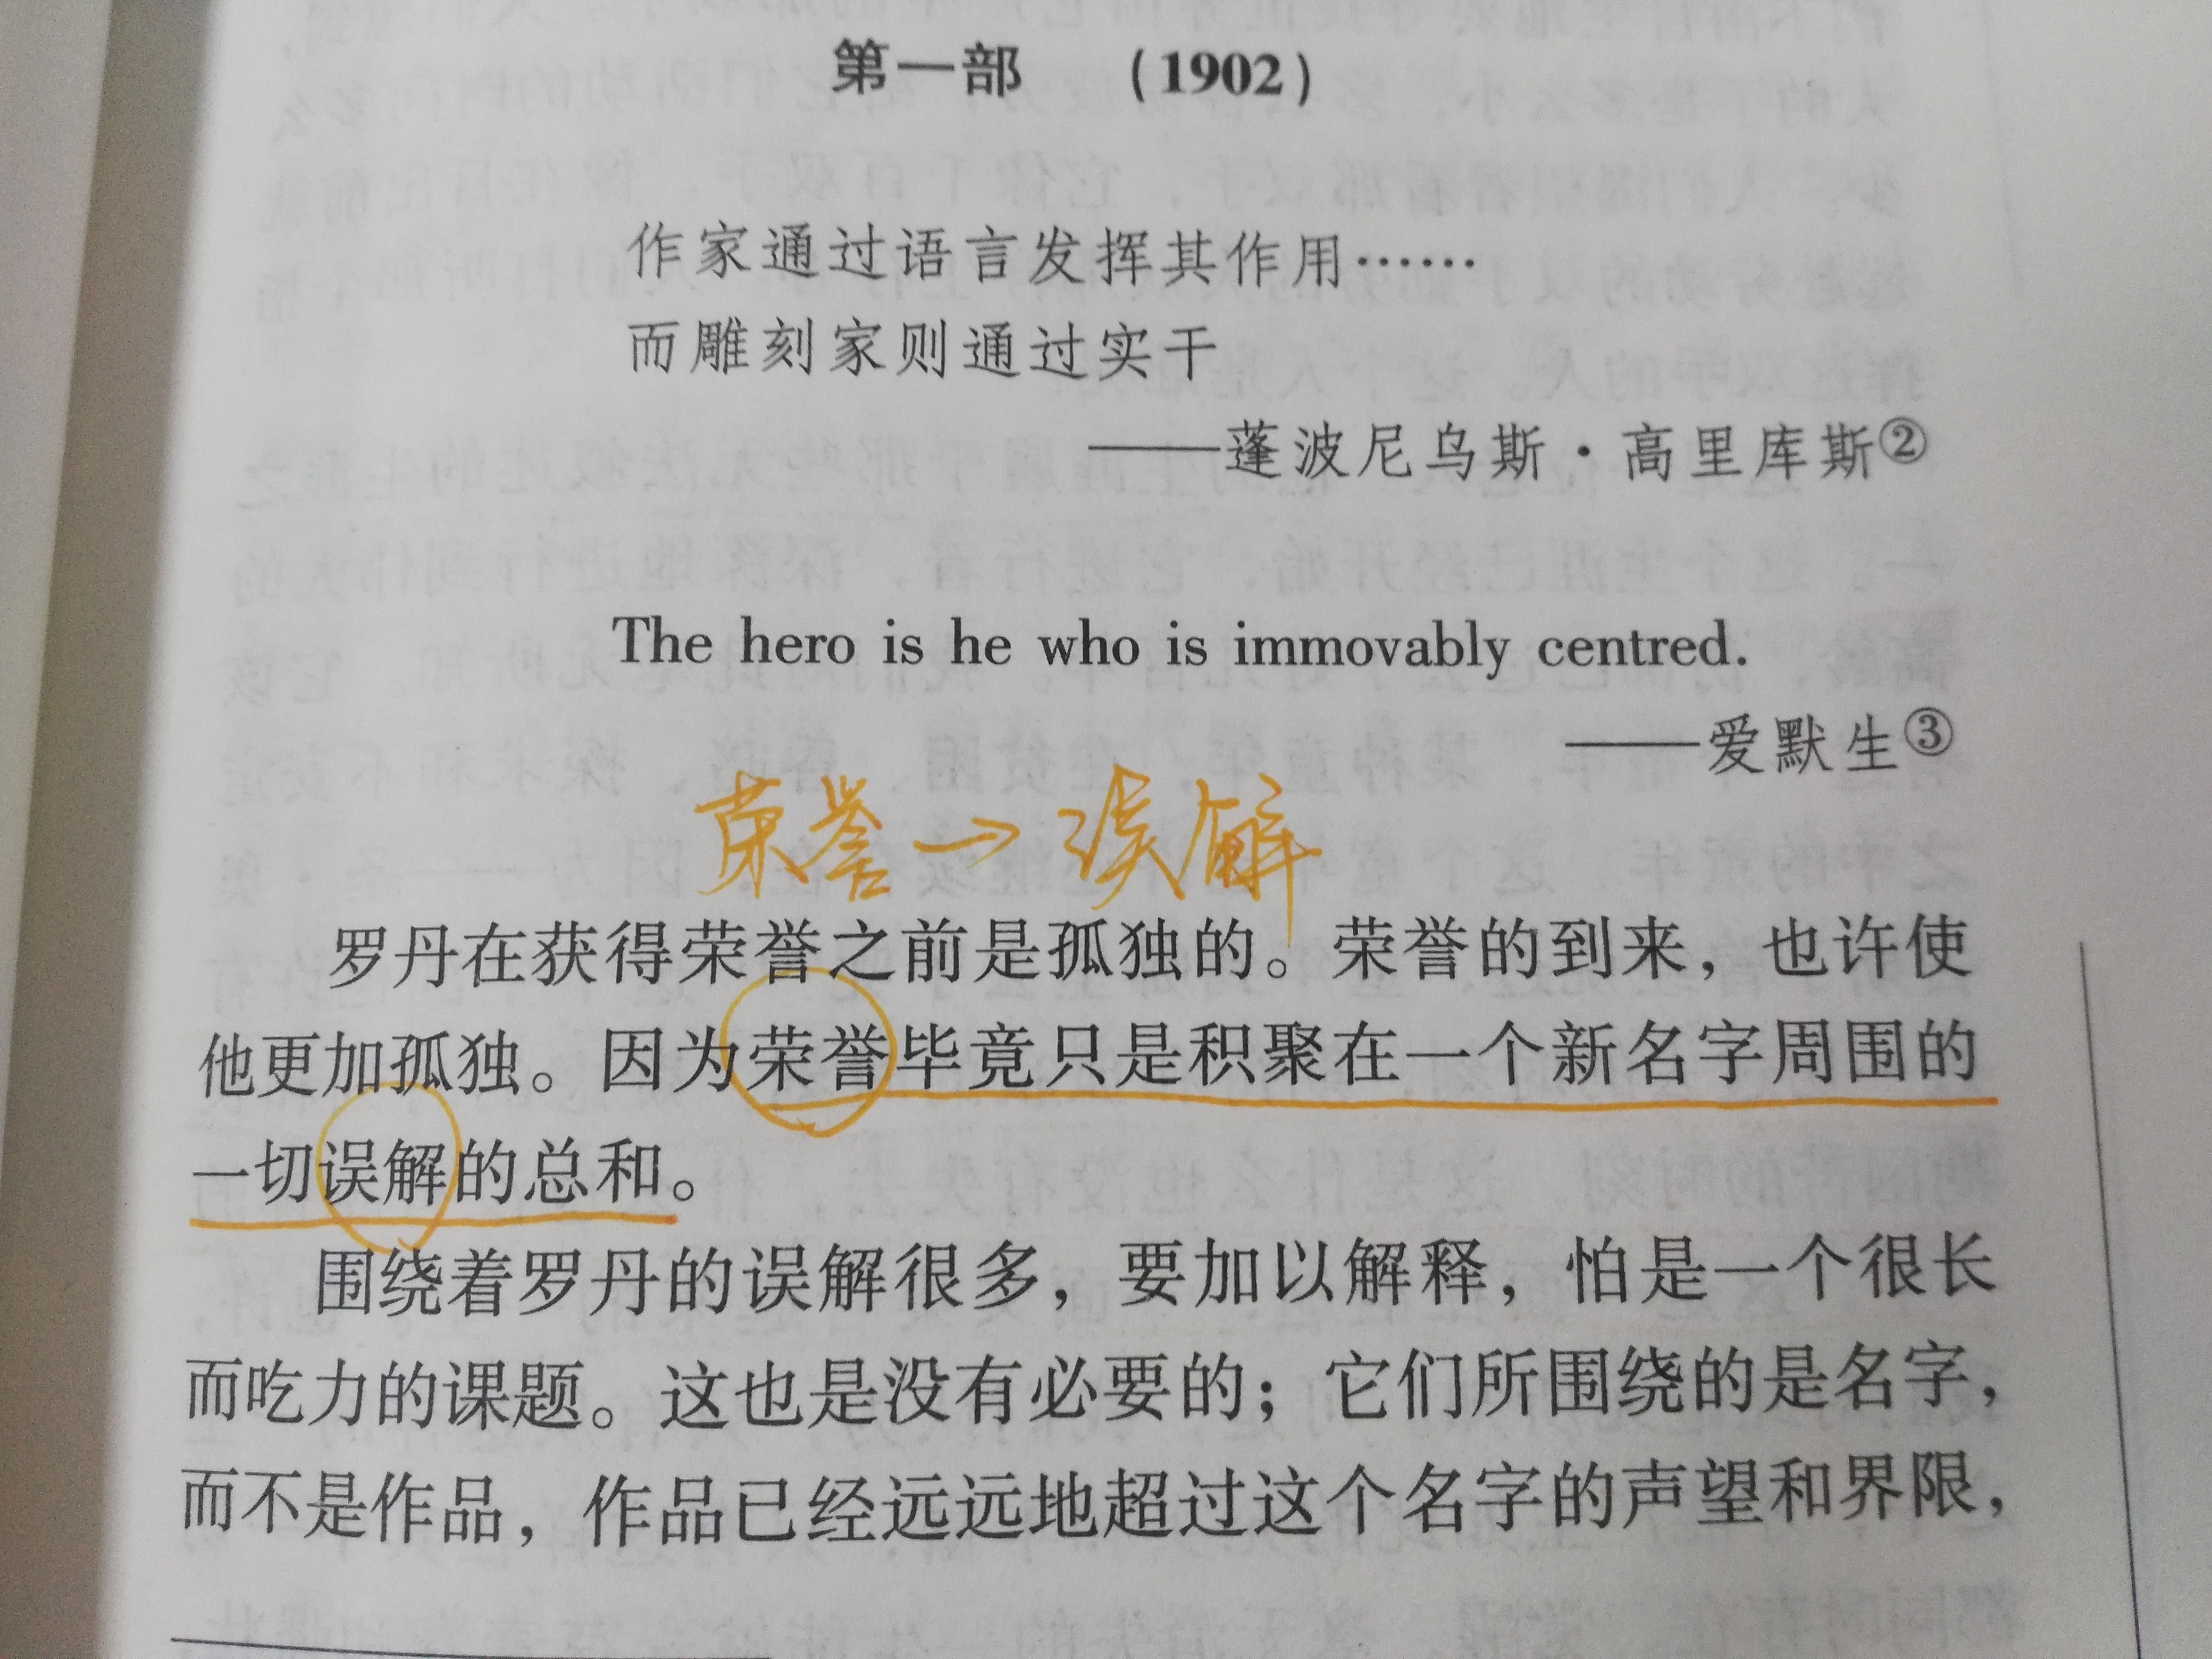 第一部 (1902)
作家通过语言发挥其作用……
而雕刻家则通过实干
——蓬波尼乌斯·高里库斯②
The hero is he who is immovably centred.
——爱默生③
荣誉→误解
罗丹在获得荣誉之前是孤独的。荣誉的到来，也许使
他更加孤独。因为荣誉毕竟只是积聚在一个新名字周围的
一切误解的总和。
围绕着罗丹的误解很多，要加以解释，怕是一个很长
而吃力的课题。这也是没有必要的；它们所围绕的是名字，
而不是作品，作品已经远远地超过这个名字的声望和界限，